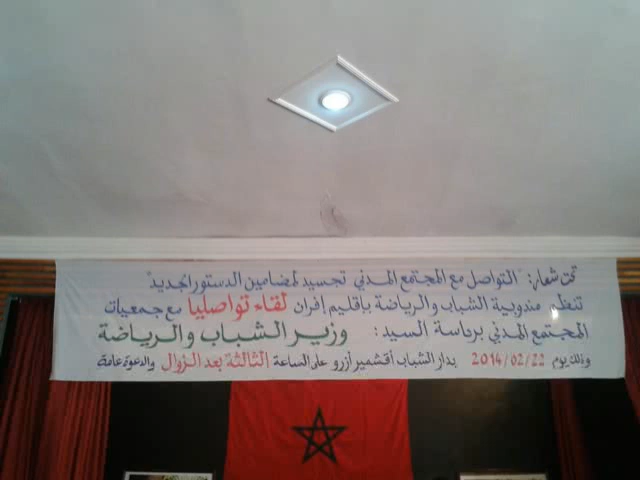 تحت شعار: "التواصل مع المجتمع المدني تجسيد لمضامين الدستور الجديد"
تنظم مندوبية الشباب والرياضة بإقليم إفران لقاء تواصليا مع جمعيات
المجتمع المدني برئاسة السيد: وزير الشباب والرياضة
وذلك يوم 2014/02/22 بدار الشباب أقشمير أزرو على الساعة الثالثة بعد الزوال والدعوة عامة